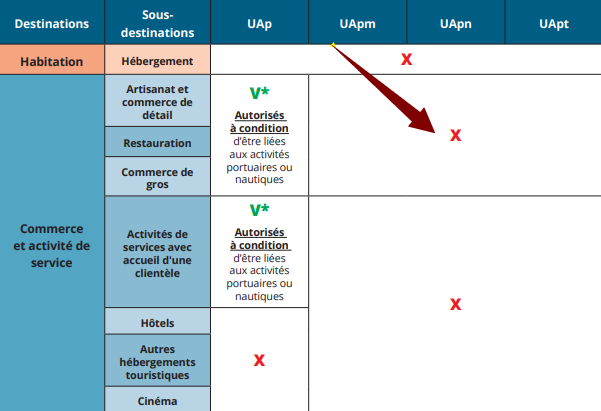 Destinations
Sous-
destinations
UAp
UApm
UApn
UApt
Habitation
Hébergement
X
Commerce
et activité de
service
Artisanat et
commerce de
détail
Restauration
Commerce de
gros
V*
Autorisés
à condition
d'être liées
aux activités
portuaires ou
nautiques
X
Activités de
services avec
accueil d'une
clientèle
V*
Autorisés
à condition
d'être liées
aux activités
portuaires ou
nautiques
X
Hôtels
Autres
hébergements
touristiques
Cinéma
X